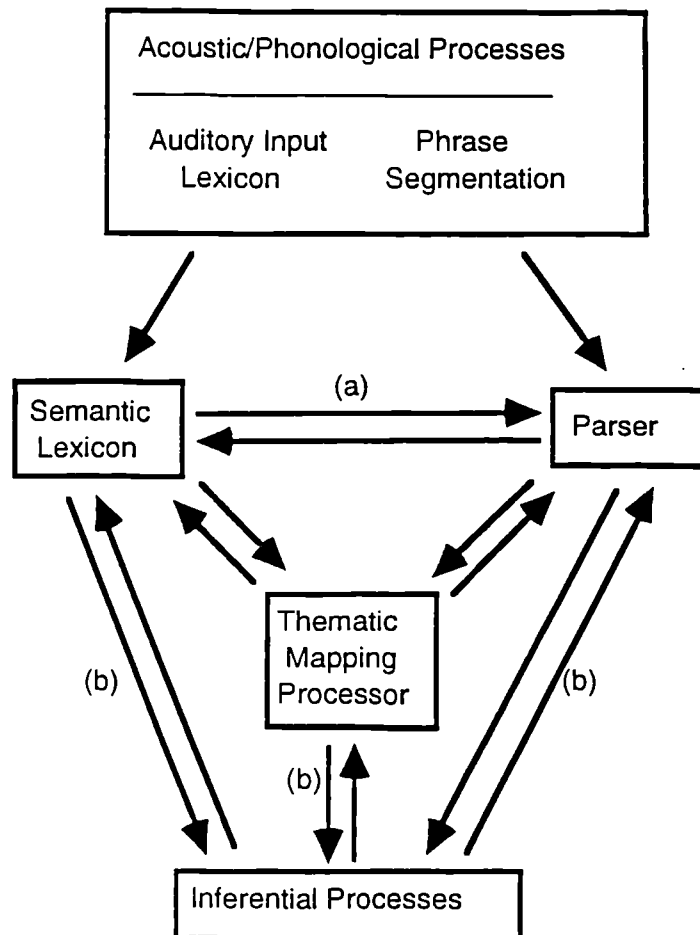 Acoustic/Phonological Processes
Auditory Input Lexicon
Phrase Segmentation
(a)
Semantic Lexicon
Parser
Thematic Mapping Processor
(b)
(b)
(b)
Inferential Processes